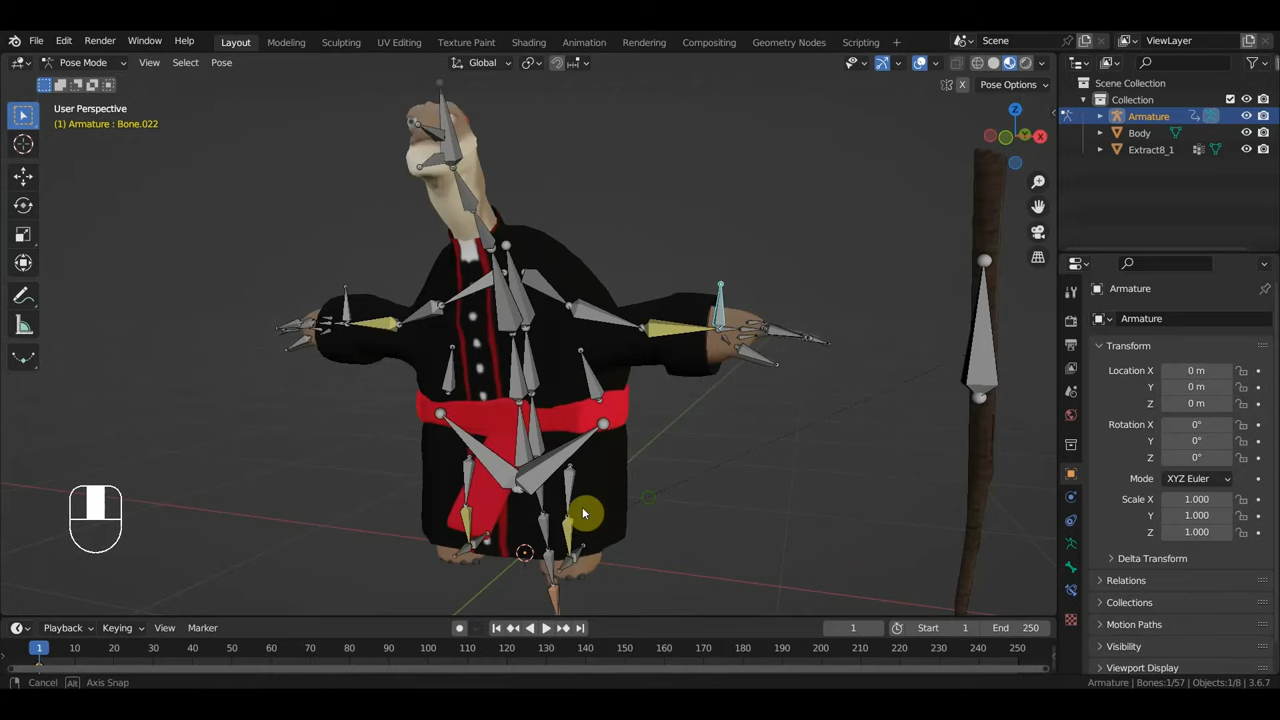 File Edit Render Window Help Layout Modeling Sculpting UV Editing Texture Paint Shading Animation Rendering Compositing Geometry Nodes Scripting + Scene ViewLayer
Pose Mode View Select Pose Global
X Pose Options
User Perspective
(1) Armature : Bone.022
Z
X
Y
Scene Collection
Collection
Armature
Body
Extract8_1
Armature
Armature
Transform
Location X 0 m
Y 0 m
Z 0 m
Rotation X 0°
Y 0°
Z 0°
Mode XYZ Euler
Scale X 1.000
Y 1.000
Z 1.000
Delta Transform
Relations
Collections
Motion Paths
Visibility
Viewport Display
Playback Keying View Marker 1 Start 1 End 250
1 10 20 30 40 50 60 70 80 90 100 110 120 130 140 150 160 170 180 190 200 210 220 230 240 250
Cancel Alt Axis Snap Armature | Bones:1/57 | Objects:1/8 | 3.6.7